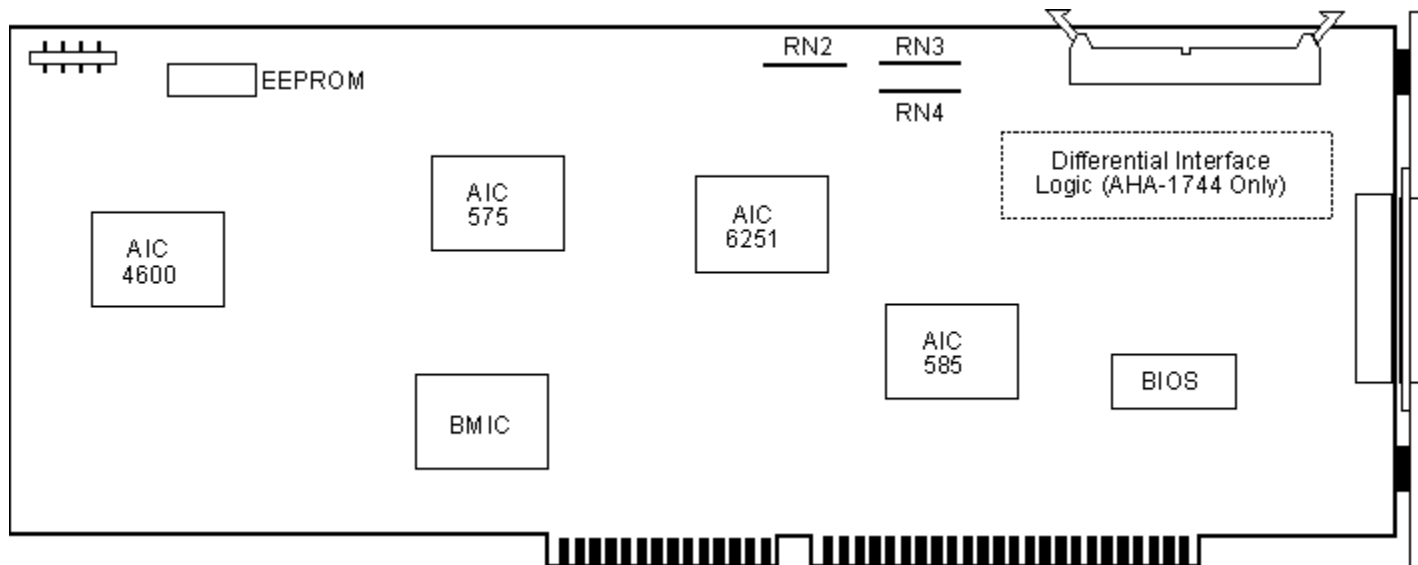 RN2
RN3
EEPROM
RN4
Differential Interface
Logic (AHA-1744 Only)
AIC
575
AIC
6251
AIC
4600
AIC
585
BIOS
BMIC